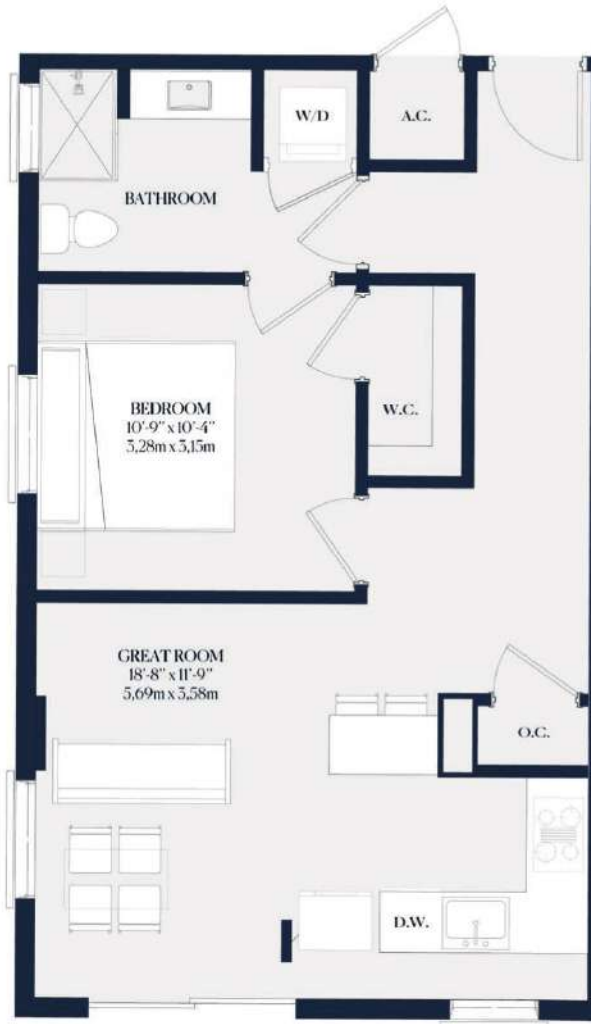 W/D
A.C.
BATHROOM
BEDROOM
10'-9" x 10'-4"
3,28m x 3,15m
W.C.
GREAT ROOM
18'-8" x 11'-9"
5,69m x 3,58m
O.C.
D.W.